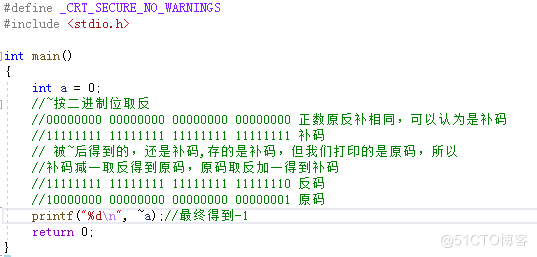 #define _CRT_SECURE_NO_WARNINGS
#include <stdio.h>
int main()
{
int a = 0;
//~按二进制位取反
//00000000 00000000 00000000 00000000 正数原反补相同，可以认为是补码
//11111111 11111111 11111111 11111111 补码
// 被~后得到的，还是补码,存的是补码，但我们打印的是原码，所以
//补码减一取反得到原码，原码取反加一得到补码
//11111111 11111111 11111111 11111110 反码
//10000000 00000000 00000000 00000001 原码
printf("%d\n", ~a);//最终得到-1
return 0;
}
@51CTO博客